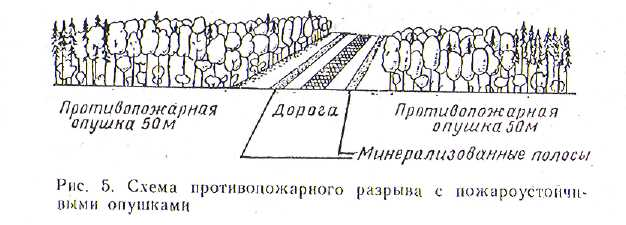 Противопожарная опушка 50м
Дорога
Противопожарная опушка 50м
Минерализованные полосы
Рис. 5. Схема противопожарного разрыва с пожароустойчи-
выми опушками